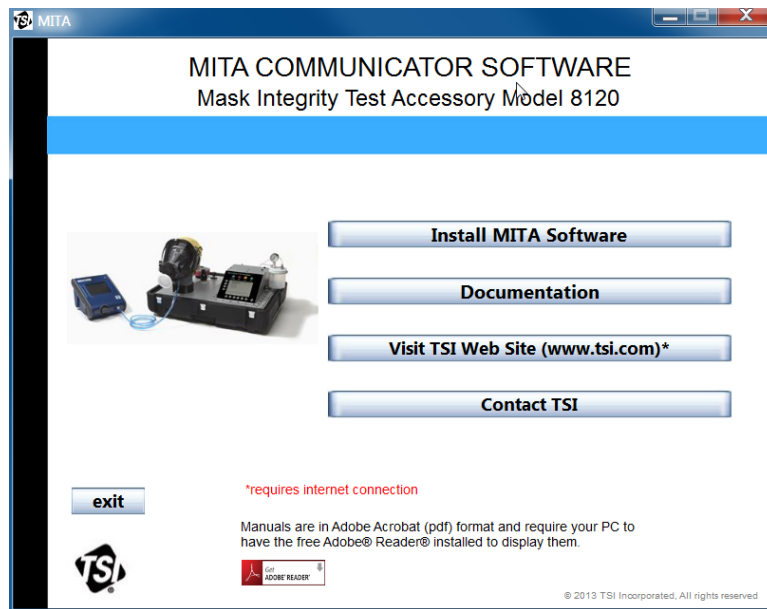 TSI MITA
MITA COMMUNICATOR SOFTWARE
Mask Integrity Test Accessory Model 8120
Install MITA Software
Documentation
Visit TSI Web Site (www.tsi.com)*
Contact TSI
exit
*requires internet connection
Manuals are in Adobe Acrobat (pdf) format and require your PC to
have the free Adobe® Reader® installed to display them.
TSI
Get
ADOBE® READER®
© 2013 TSI Incorporated, All rights reserved